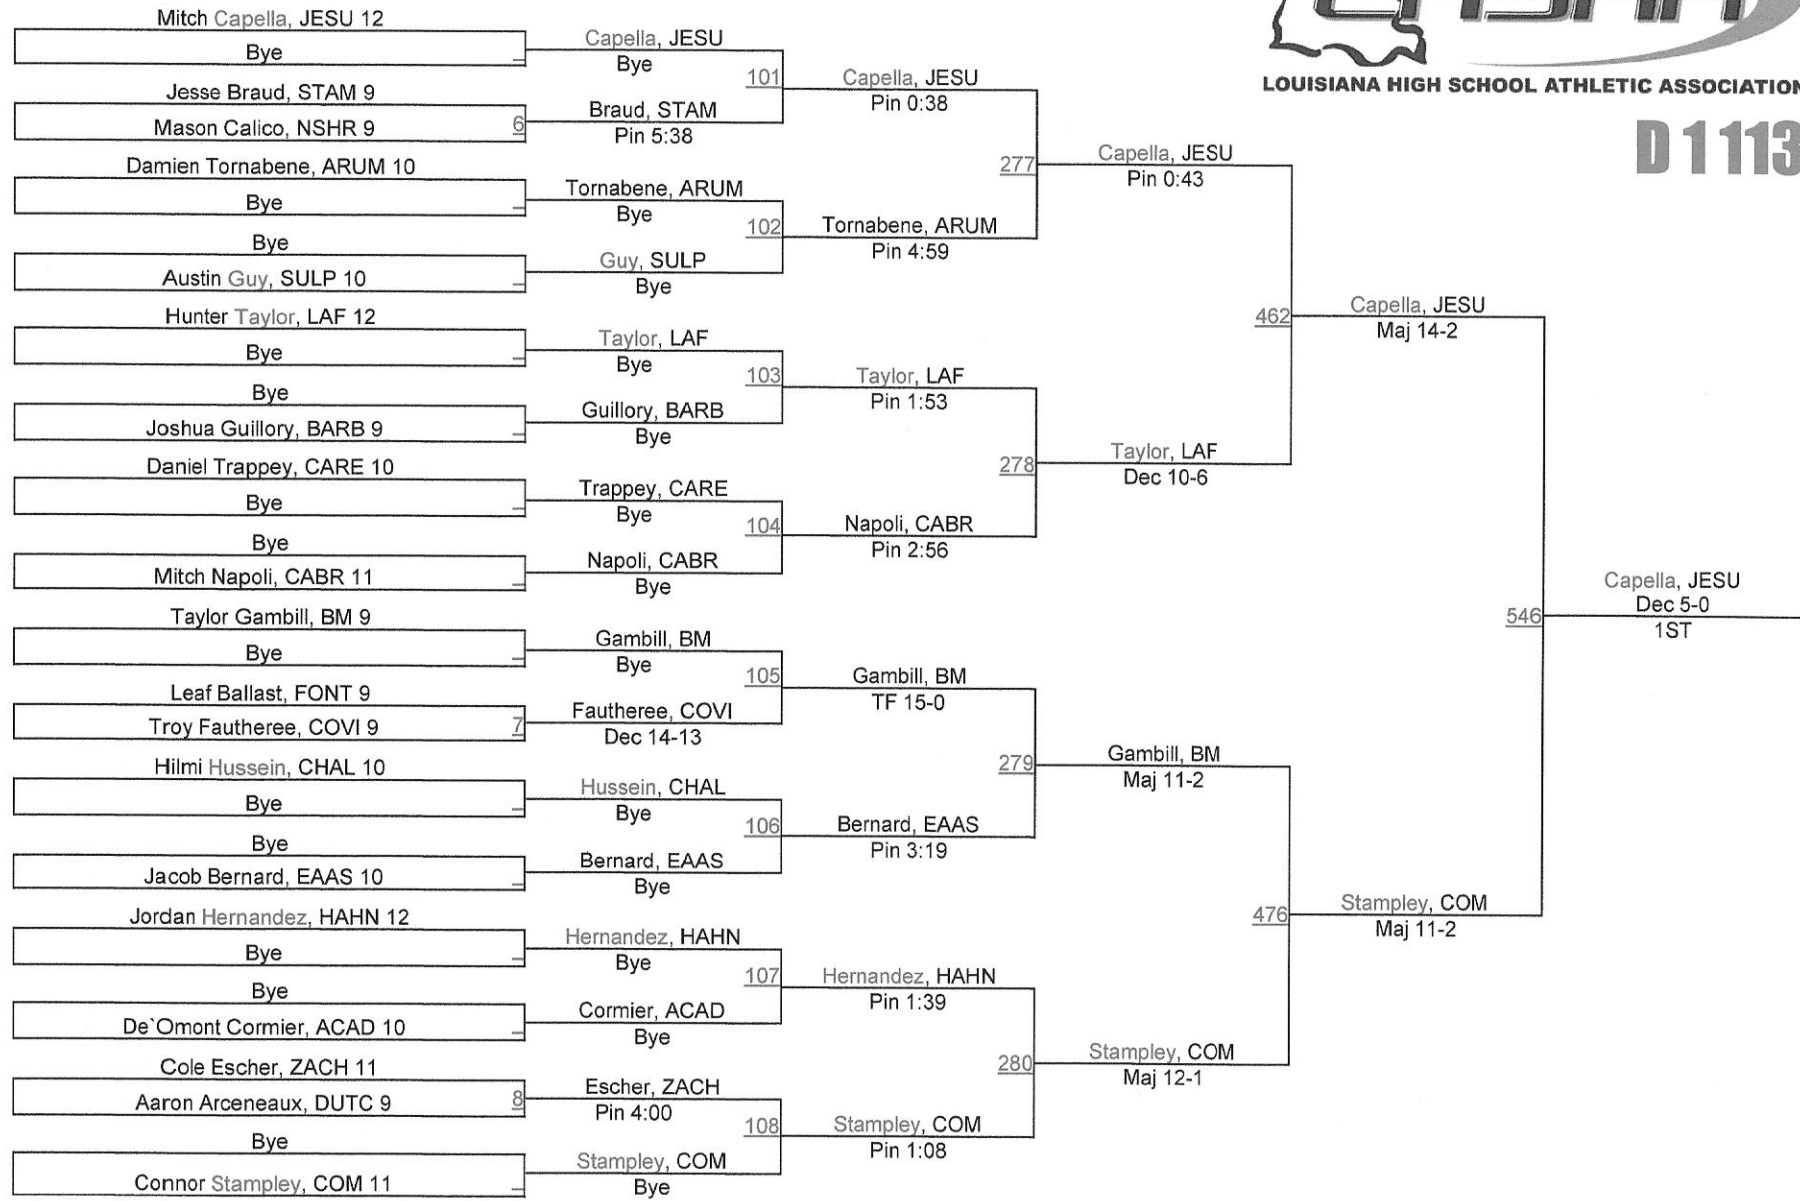 Mitch Capella, JESU 12
Bye
Jesse Braud, STAM 9
Mason Calico, NSHR 9
6
Damien Tornabene, ARUM 10
Bye
Bye
Austin Guy, SULP 10
Hunter Taylor, LAF 12
Bye
Bye
Joshua Guillory, BARB 9
Daniel Trappey, CARE 10
Bye
Bye
Mitch Napoli, CABR 11
Taylor Gambill, BM 9
Bye
Leaf Ballast, FONT 9
Troy Fautheree, COVI 9
7
Hilmi Hussein, CHAL 10
Bye
Bye
Jacob Bernard, EAAS 10
Jordan Hernandez, HAHN 12
Bye
Bye
De`Omont Cormier, ACAD 10
Cole Escher, ZACH 11
Aaron Arceneaux, DUTC 9
8
Bye
Connor Stampley, COM 11
Capella, JESU
Bye
101
Braud, STAM
Pin 5:38
Tornabene, ARUM
Bye
102
Guy, SULP
Bye
Taylor, LAF
Bye
103
Guillory, BARB
Bye
Trappey, CARE
Bye
104
Napoli, CABR
Bye
Gambill, BM
Bye
105
Fautheree, COVI
Dec 14-13
Hussein, CHAL
Bye
106
Bernard, EAAS
Bye
Hernandez, HAHN
Bye
107
Cormier, ACAD
Bye
Escher, ZACH
Pin 4:00
108
Stampley, COM
Bye
Capella, JESU
Pin 0:38
277
Tornabene, ARUM
Pin 4:59
Taylor, LAF
Pin 1:53
278
Napoli, CABR
Pin 2:56
Gambill, BM
TF 15-0
279
Bernard, EAAS
Pin 3:19
Hernandez, HAHN
Pin 1:39
280
Stampley, COM
Pin 1:08
Capella, JESU
Pin 0:43
462
Taylor, LAF
Dec 10-6
Gambill, BM
Maj 11-2
476
Stampley, COM
Maj 12-1
Capella, JESU
Maj 14-2
546
Stampley, COM
Maj 11-2
Capella, JESU
Dec 5-0
1ST
LOUISIANA HIGH SCHOOL ATHLETIC ASSOCIATION
D 1 113